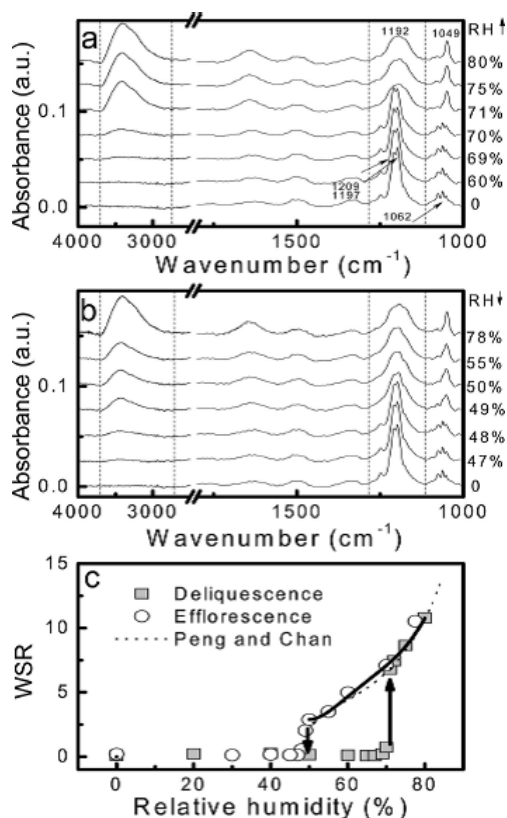 a
1192
1049
RH ↑
80%
75%
71%
70%
69%
60%
0
0.1
0.0
Absorbance (a.u.)
1209
1197
1062
4000 3000 1500 1000
Wavenumber (cm⁻¹)
b
RH ↓
78%
55%
50%
49%
48%
47%
0
0.1
0.0
Absorbance (a.u.)
4000 3000 1500 1000
Wavenumber (cm⁻¹)
c
Deliquescence
Efflorescence
Peng and Chan
15
10
5
0
WSR
0 20 40 60 80
Relative humidity (%)